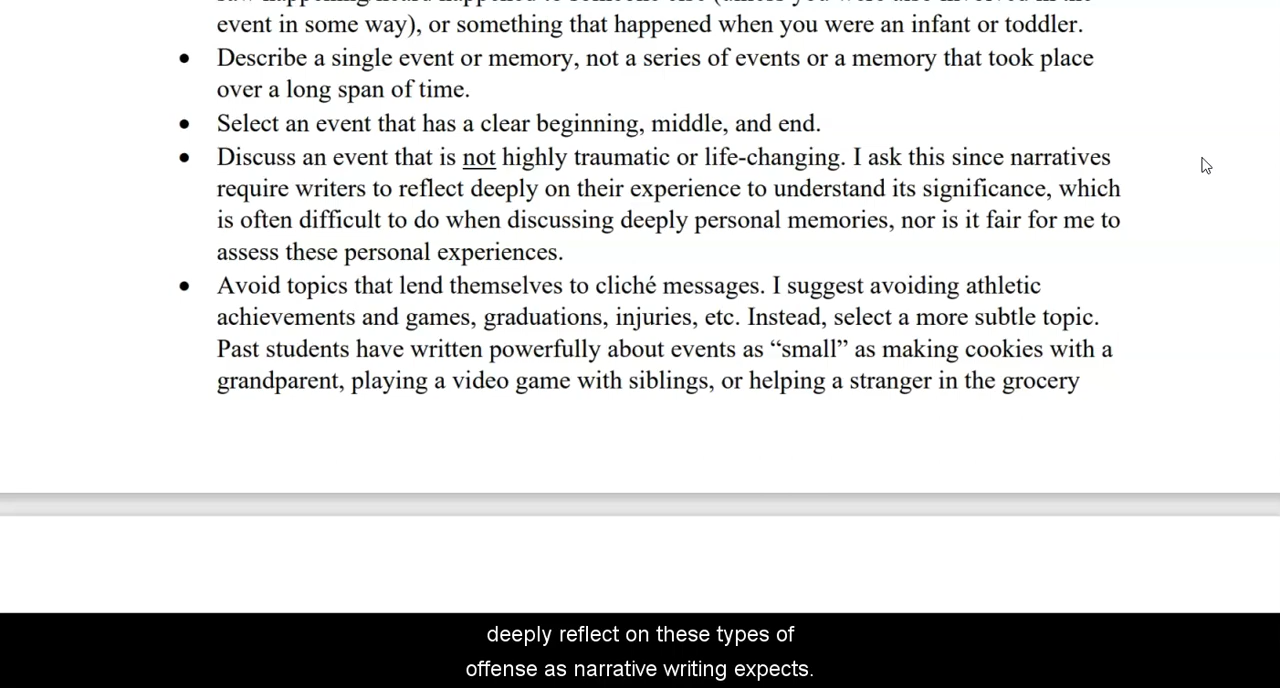 event in some way), or something that happened when you were an infant or toddler.
• Describe a single event or memory, not a series of events or a memory that took place
over a long span of time.
• Select an event that has a clear beginning, middle, and end.
• Discuss an event that is not highly traumatic or life-changing. I ask this since narratives
require writers to reflect deeply on their experience to understand its significance, which
is often difficult to do when discussing deeply personal memories, nor is it fair for me to
assess these personal experiences.
• Avoid topics that lend themselves to cliché messages. I suggest avoiding athletic
achievements and games, graduations, injuries, etc. Instead, select a more subtle topic.
Past students have written powerfully about events as “small” as making cookies with a
grandparent, playing a video game with siblings, or helping a stranger in the grocery
deeply reflect on these types of
offense as narrative writing expects.